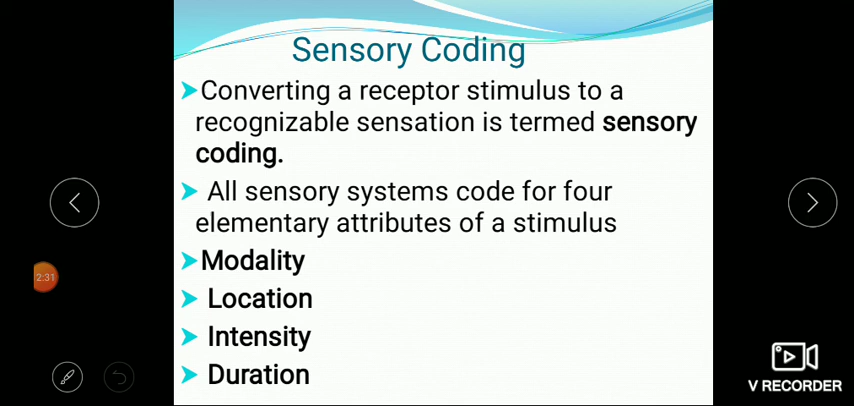 Sensory Coding
Converting a receptor stimulus to a
recognizable sensation is termed sensory
coding.
All sensory systems code for four
elementary attributes of a stimulus
Modality
Location
2:31
Intensity
Duration
V RECORDER